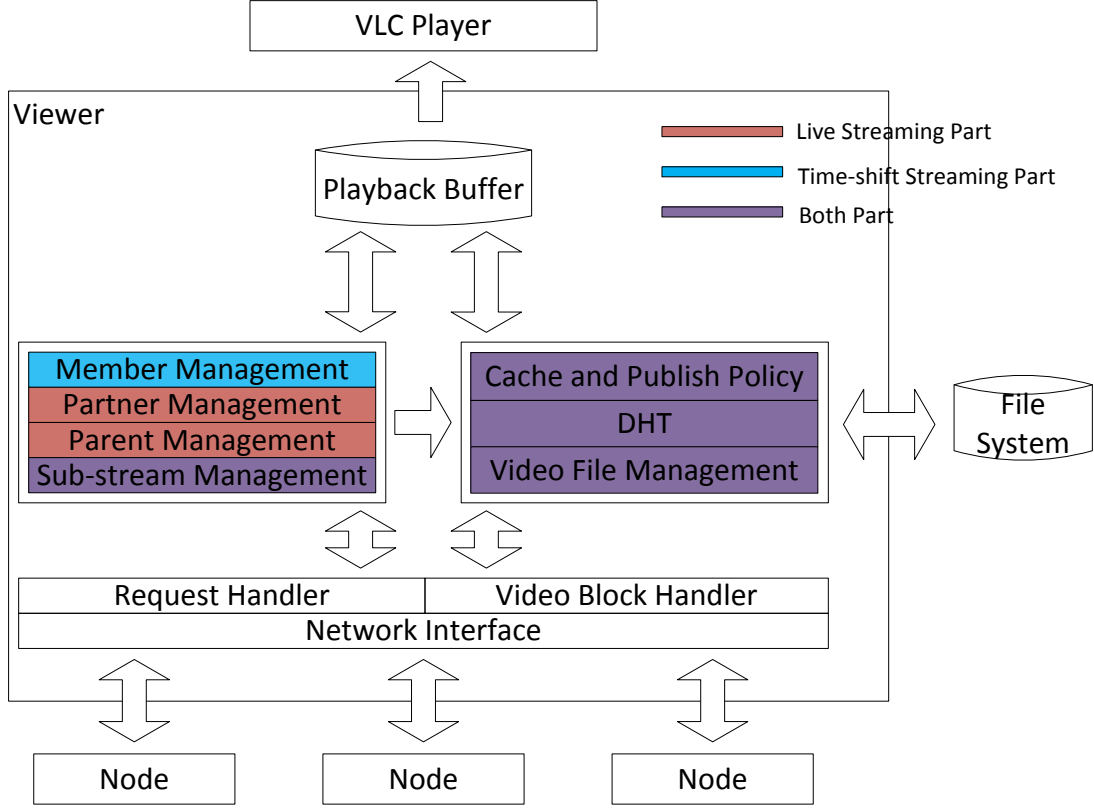 VLC Player
Viewer
Live Streaming Part
Time-shift Streaming Part
Both Part
Playback Buffer
Member Management
Partner Management
Parent Management
Sub-stream Management
Cache and Publish Policy
DHT
Video File Management
File
System
Request Handler
Video Block Handler
Network Interface
Node
Node
Node